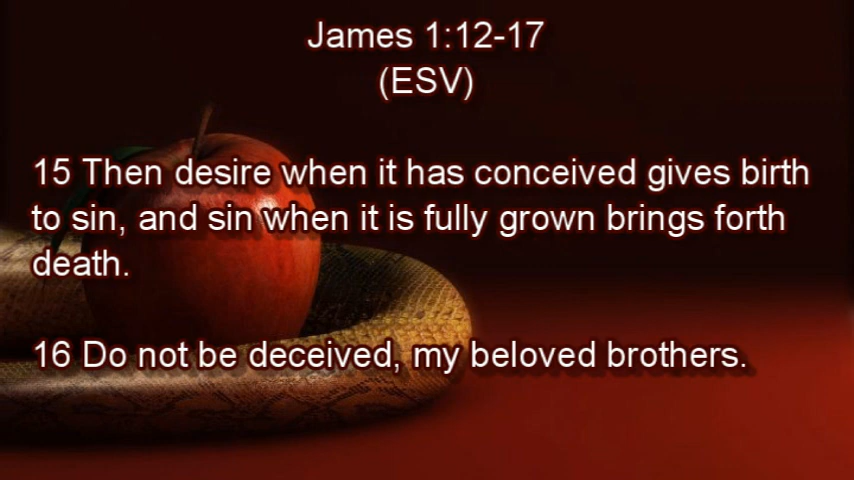 James 1:12-17
(ESV)
15 Then desire when it has conceived gives birth
to sin, and sin when it is fully grown brings forth
death.
16 Do not be deceived, my beloved brothers.